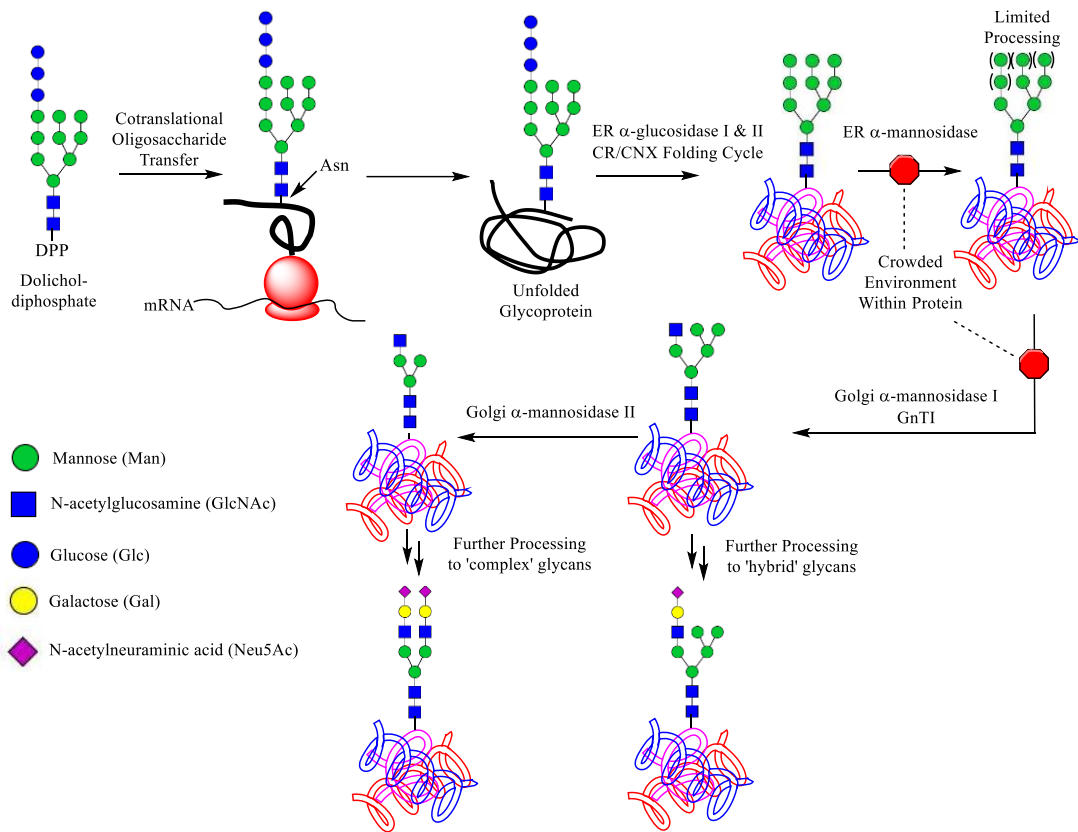 Limited
Processing
Cotranslational
Oligosaccharide
Transfer
Asn
ER α-glucosidase I & II
CR/CNX Folding Cycle
ER α-mannosidase
DPP
Dolichol-
diphosphate
mRNA
Unfolded
Glycoprotein
Crowded
Environment
Within Protein
Golgi α-mannosidase II
Golgi α-mannosidase I
GnTI
Mannose (Man)
N-acetylglucosamine (GlcNAc)
Glucose (Glc)
Galactose (Gal)
N-acetylneuraminic acid (Neu5Ac)
Further Processing
to 'complex' glycans
Further Processing
to 'hybrid' glycans